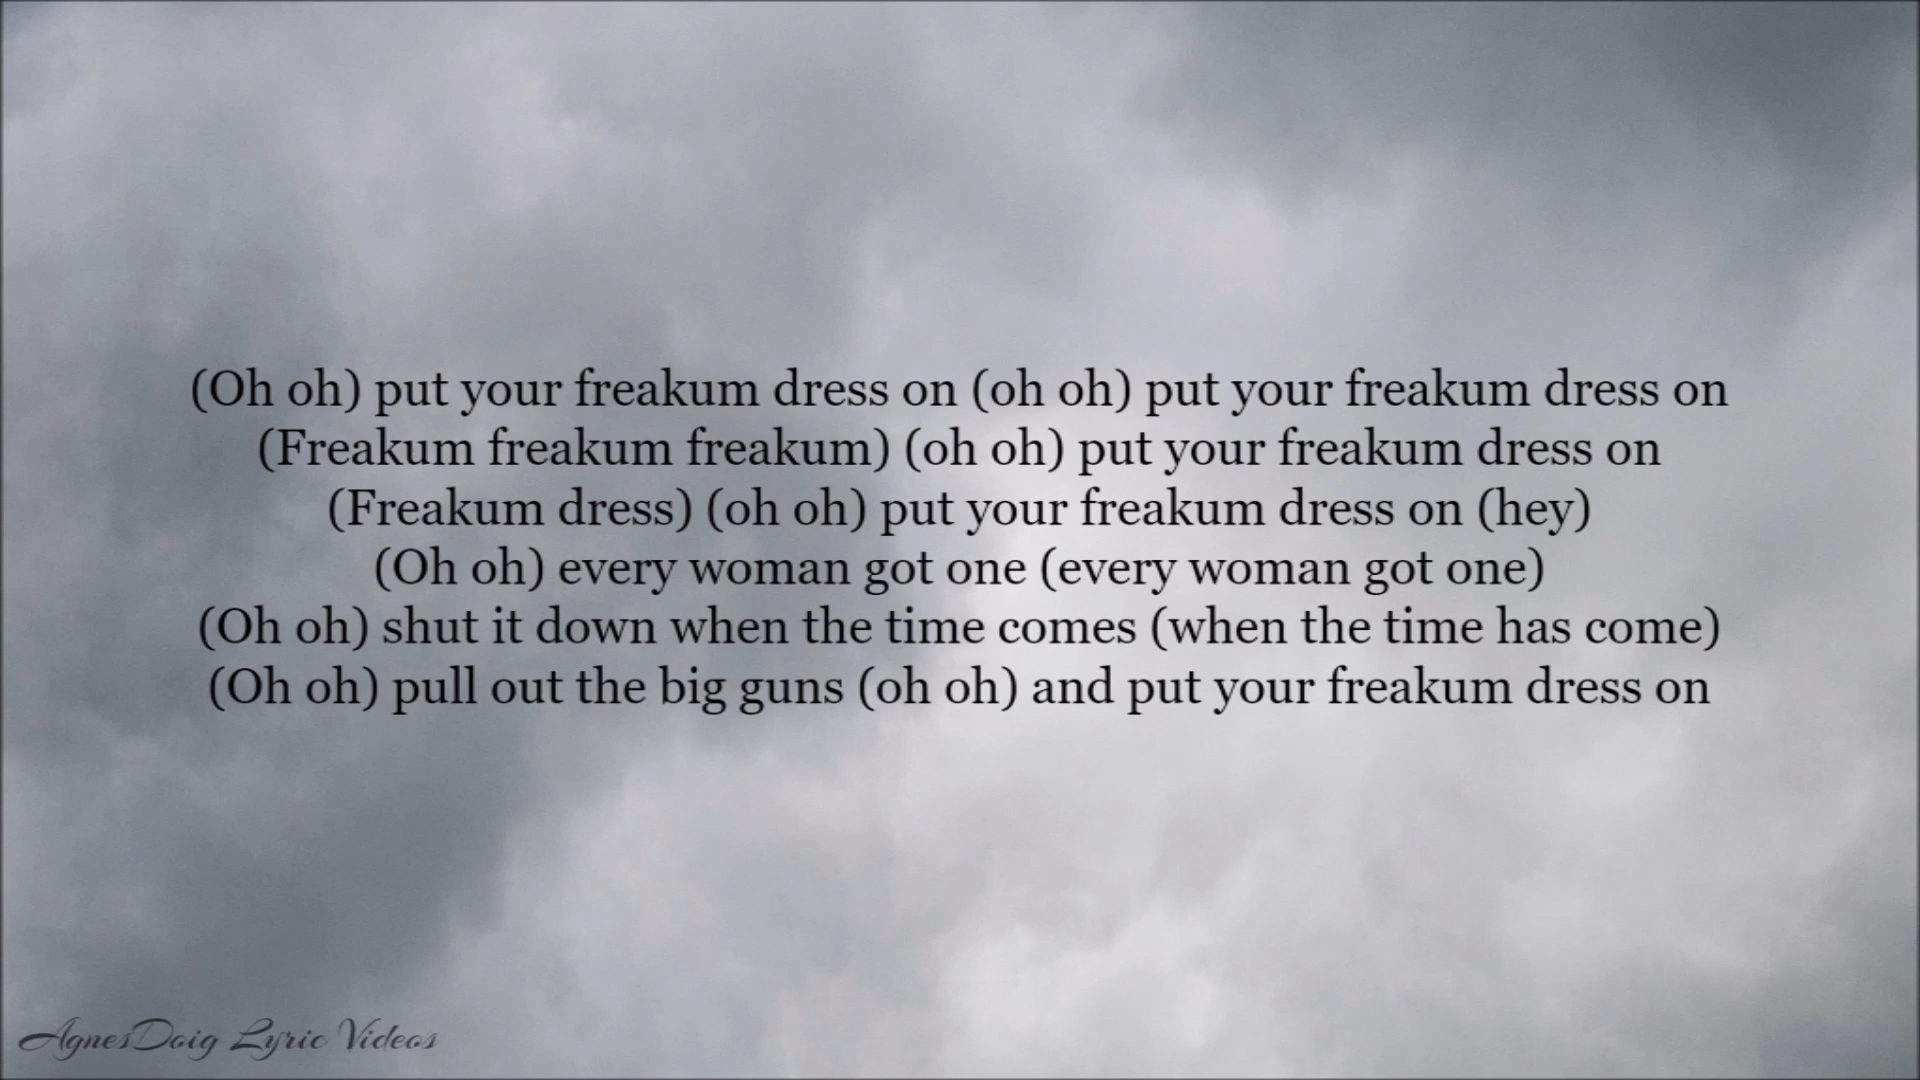 (Oh oh) put your freakum dress on (oh oh) put your freakum dress on
(Freakum freakum freakum) (oh oh) put your freakum dress on
(Freakum dress) (oh oh) put your freakum dress on (hey)
(Oh oh) every woman got one (every woman got one)
(Oh oh) shut it down when the time comes (when the time has come)
(Oh oh) pull out the big guns (oh oh) and put your freakum dress on
AgnesDoig Lyric Videos